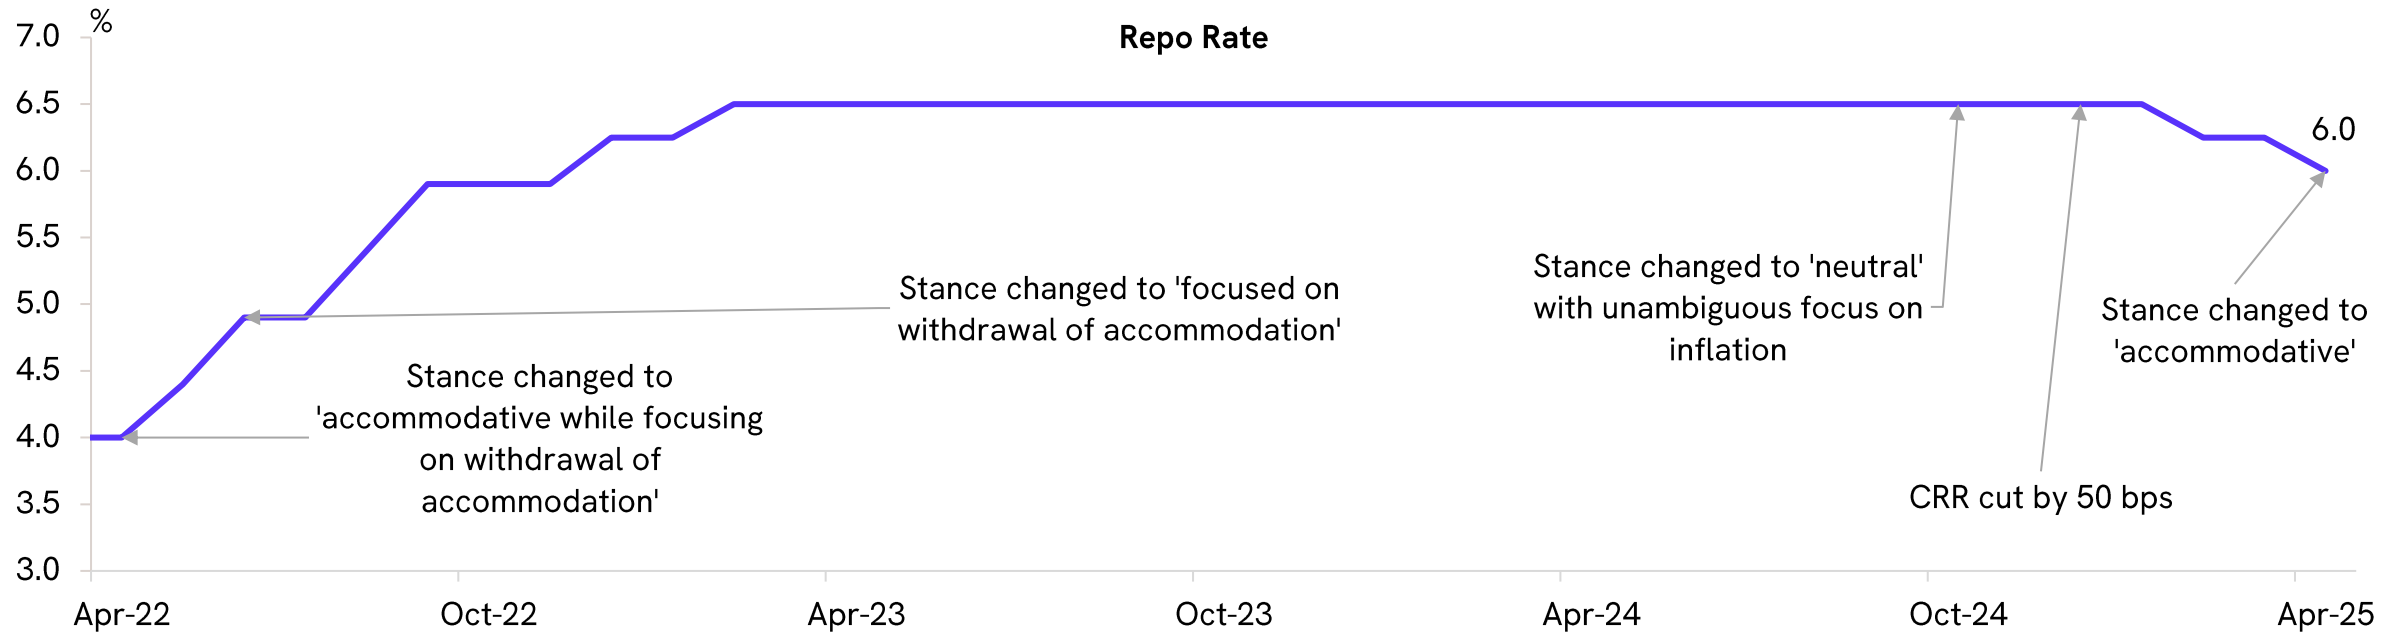 %
Repo Rate
7.0
6.5
6.0
5.5
5.0
4.5
4.0
3.5
3.0
6.0
Stance changed to 'focused on
withdrawal of accommodation'
Stance changed to
'accommodative while focusing
on withdrawal of
accommodation'
Stance changed to 'neutral'
with unambiguous focus on
inflation
Stance changed to
'accommodative'
CRR cut by 50 bps
Apr-22
Oct-22
Apr-23
Oct-23
Apr-24
Oct-24
Apr-25